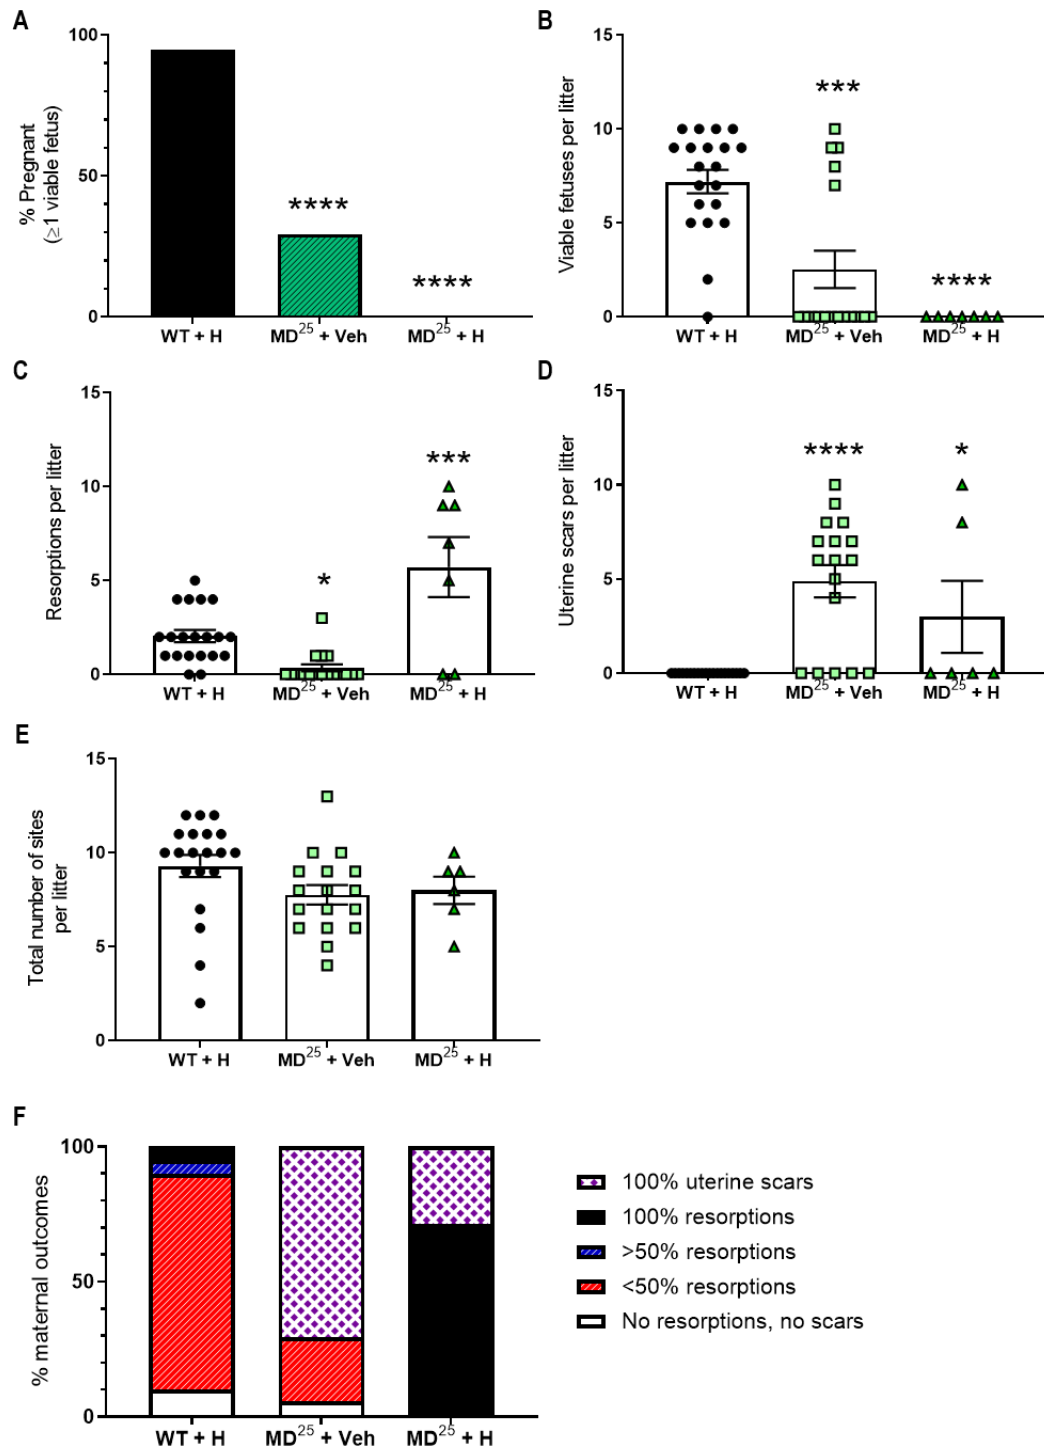 A
% Pregnant
(≥1 viable fetus)
100
50
0
****
****
WT + H
MD²⁵ + Veh
MD²⁵ + H
B
Viable fetuses per litter
15
10
5
0
***
****
WT + H
MD²⁵ + Veh
MD²⁵ + H
C
Resorptions per litter
15
10
5
0
*
***
WT + H
MD²⁵ + Veh
MD²⁵ + H
D
Uterine scars per litter
15
10
5
0
****
*
WT + H
MD²⁵ + Veh
MD²⁵ + H
E
Total number of sites
per litter
15
10
5
0
WT + H
MD²⁵ + Veh
MD²⁵ + H
F
% maternal outcomes
100
50
0
WT + H
MD²⁵ + Veh
MD²⁵ + H
100% uterine scars
100% resorptions
>50% resorptions
<50% resorptions
No resorptions, no scars